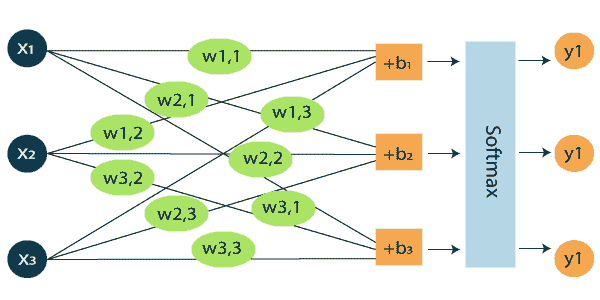 x1
w1,1
+b1
y1
w2,1
w1,3
w1,2
x2
w2,2
+b2
Softmax
y1
w3,2
w2,3
w3,1
x3
w3,3
+b3
y1